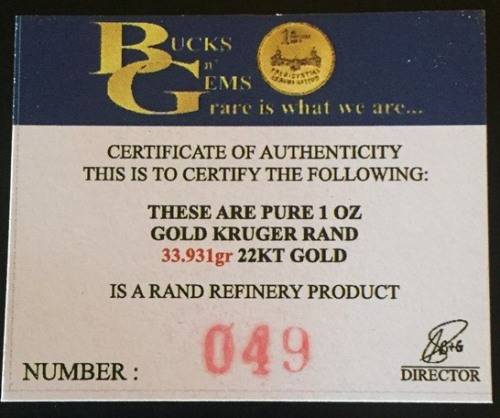 BUCKS
n'
GEMS
rare is what we are...
CERTIFICATE OF AUTHENTICITY
THIS IS TO CERTIFY THE FOLLOWING:
THESE ARE PURE 1 OZ
GOLD KRUGER RAND
33.931gr 22KT GOLD
IS A RAND REFINERY PRODUCT
049
NUMBER :
B+G
DIRECTOR